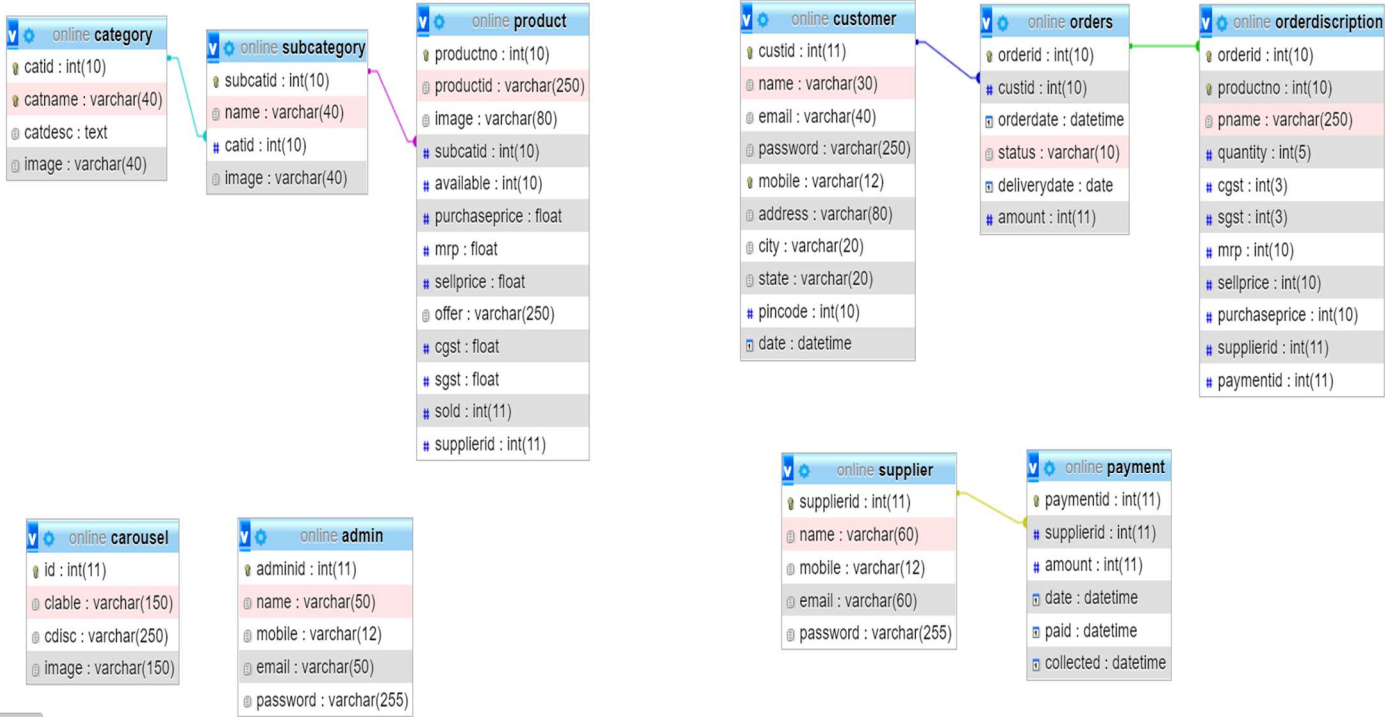 online category
catid : int(10)
catname : varchar(40)
catdesc : text
image : varchar(40)
online subcategory
subcatid : int(10)
name : varchar(40)
catid : int(10)
image : varchar(40)
online product
productno : int(10)
productid : varchar(250)
image : varchar(80)
subcatid : int(10)
available : int(10)
purchaseprice : float
mrp : float
sellprice : float
offer : varchar(250)
cgst : float
sgst : float
sold : int(11)
supplierid : int(11)
online customer
custid : int(11)
name : varchar(30)
email : varchar(40)
password : varchar(250)
mobile : varchar(12)
address : varchar(80)
city : varchar(20)
state : varchar(20)
pincode : int(10)
date : datetime
online orders
orderid : int(10)
custid : int(10)
orderdate : datetime
status : varchar(10)
deliverydate : date
amount : int(11)
online orderdiscription
orderid : int(10)
productno : int(10)
pname : varchar(250)
quantity : int(5)
cgst : int(3)
sgst : int(3)
mrp : int(10)
sellprice : int(10)
purchaseprice : int(10)
supplierid : int(11)
paymentid : int(11)
online carousel
id : int(11)
clable : varchar(150)
cdisc : varchar(250)
image : varchar(150)
online admin
adminid : int(11)
name : varchar(50)
mobile : varchar(12)
email : varchar(50)
password : varchar(255)
online supplier
supplierid : int(11)
name : varchar(60)
mobile : varchar(12)
email : varchar(60)
password : varchar(255)
online payment
paymentid : int(11)
supplierid : int(11)
amount : int(11)
date : datetime
paid : datetime
collected : datetime